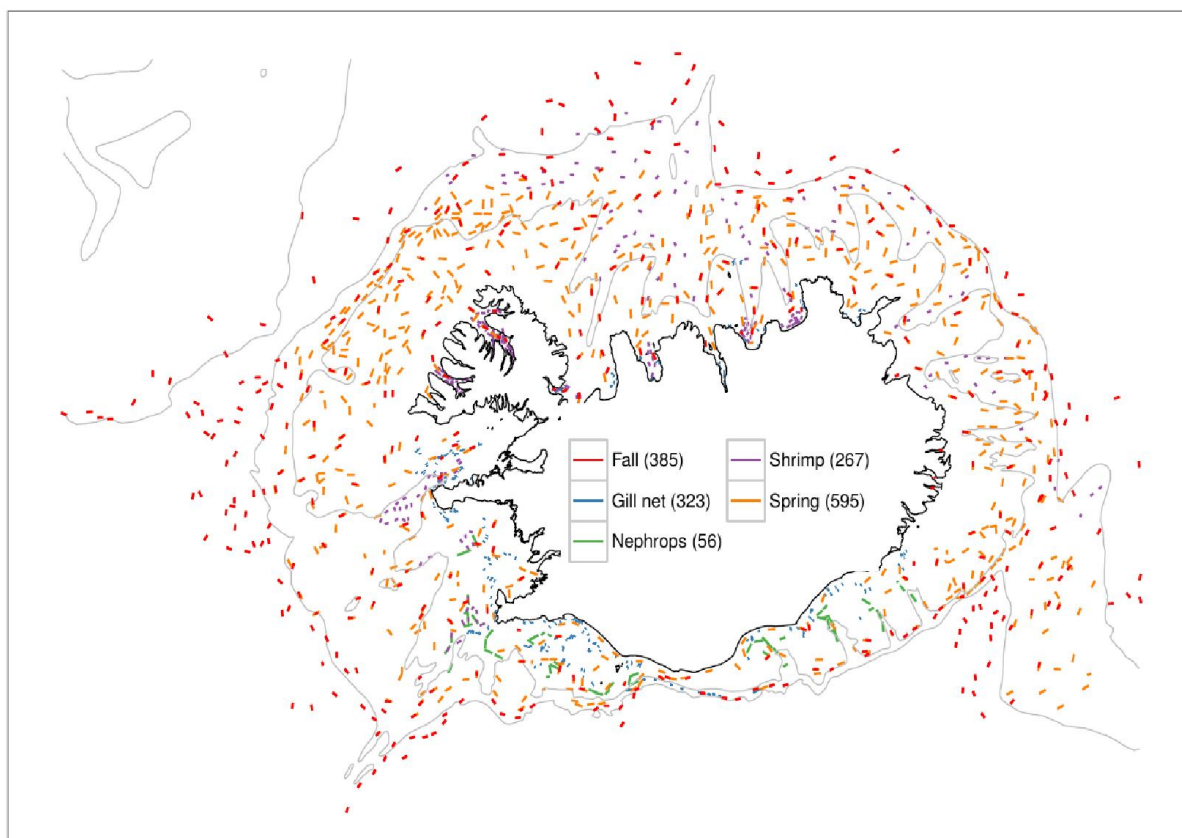 Fall (385)
Shrimp (267)
Gill net (323)
Spring (595)
Nephrops (56)